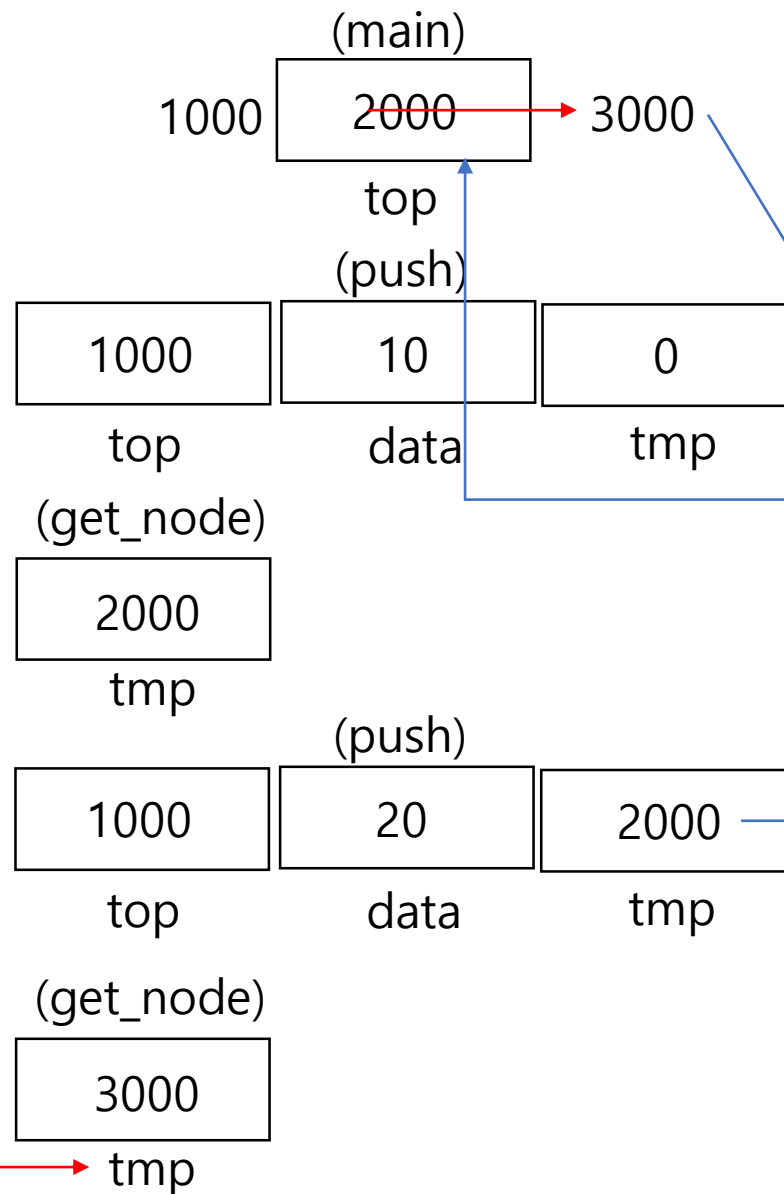 (main)
1000 2000 3000
top
(push)
1000 10 0
top data tmp
(get_node)
2000
tmp
(push)
1000 20 2000
top data tmp
(get_node)
3000
tmp